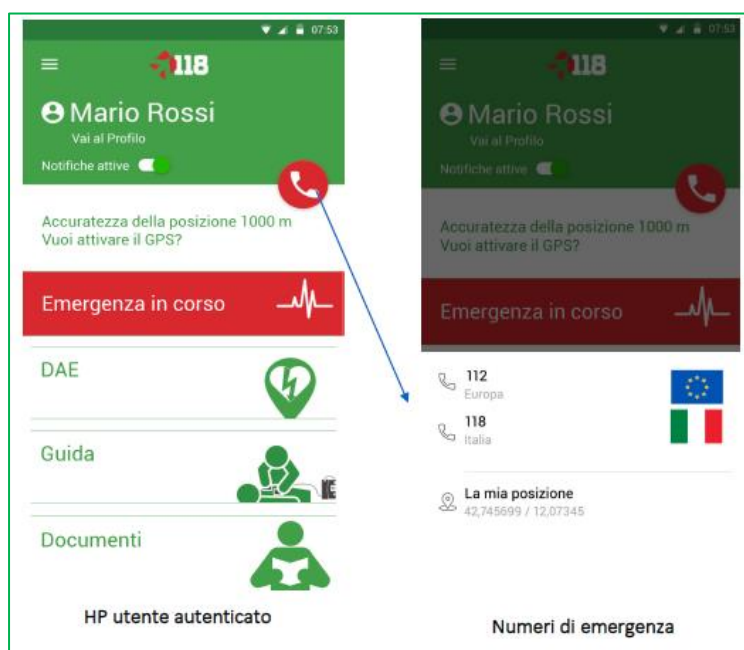 07:53
118
Mario Rossi
Vai al Profilo
Notifiche attive
Accuratezza della posizione 1000 m
Vuoi attivare il GPS?
Emergenza in corso
DAE
Guida
Documenti
HP utente autenticato
07:53
118
Mario Rossi
Vai al Profilo
Notifiche attive
Accuratezza della posizione 1000 m
Vuoi attivare il GPS?
Emergenza in corso
112
Europa
118
Italia
La mia posizione
42,745699 / 12,07345
Numeri di emergenza